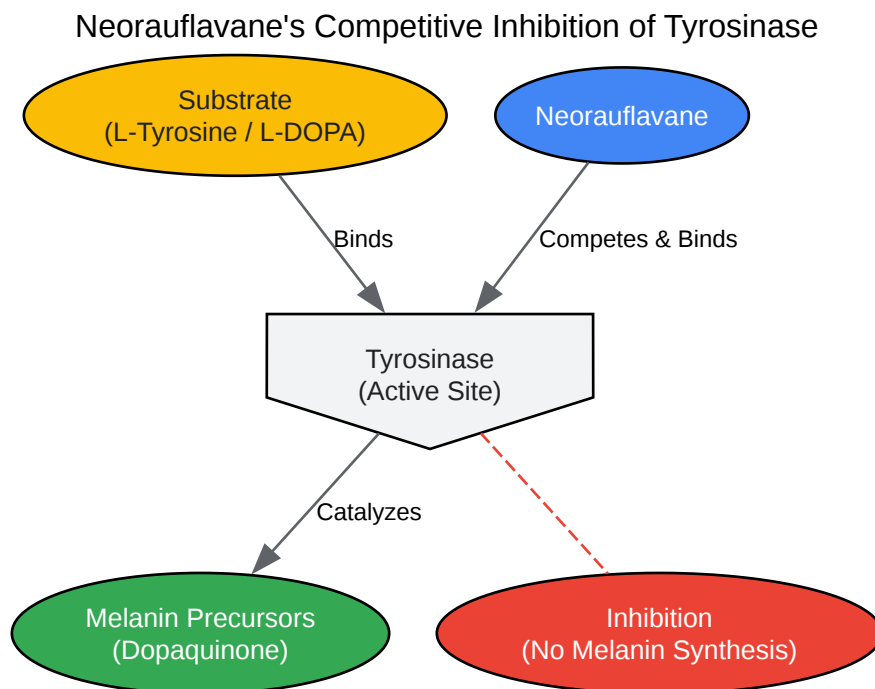 Neorauflavane's Competitive Inhibition of Tyrosinase
Substrate
(L-Tyrosine / L-DOPA)
Neorauflavane
Binds
Competes & Binds
Tyrosinase
(Active Site)
Catalyzes
Melanin Precursors
(Dopaquinone)
Inhibition
(No Melanin Synthesis)